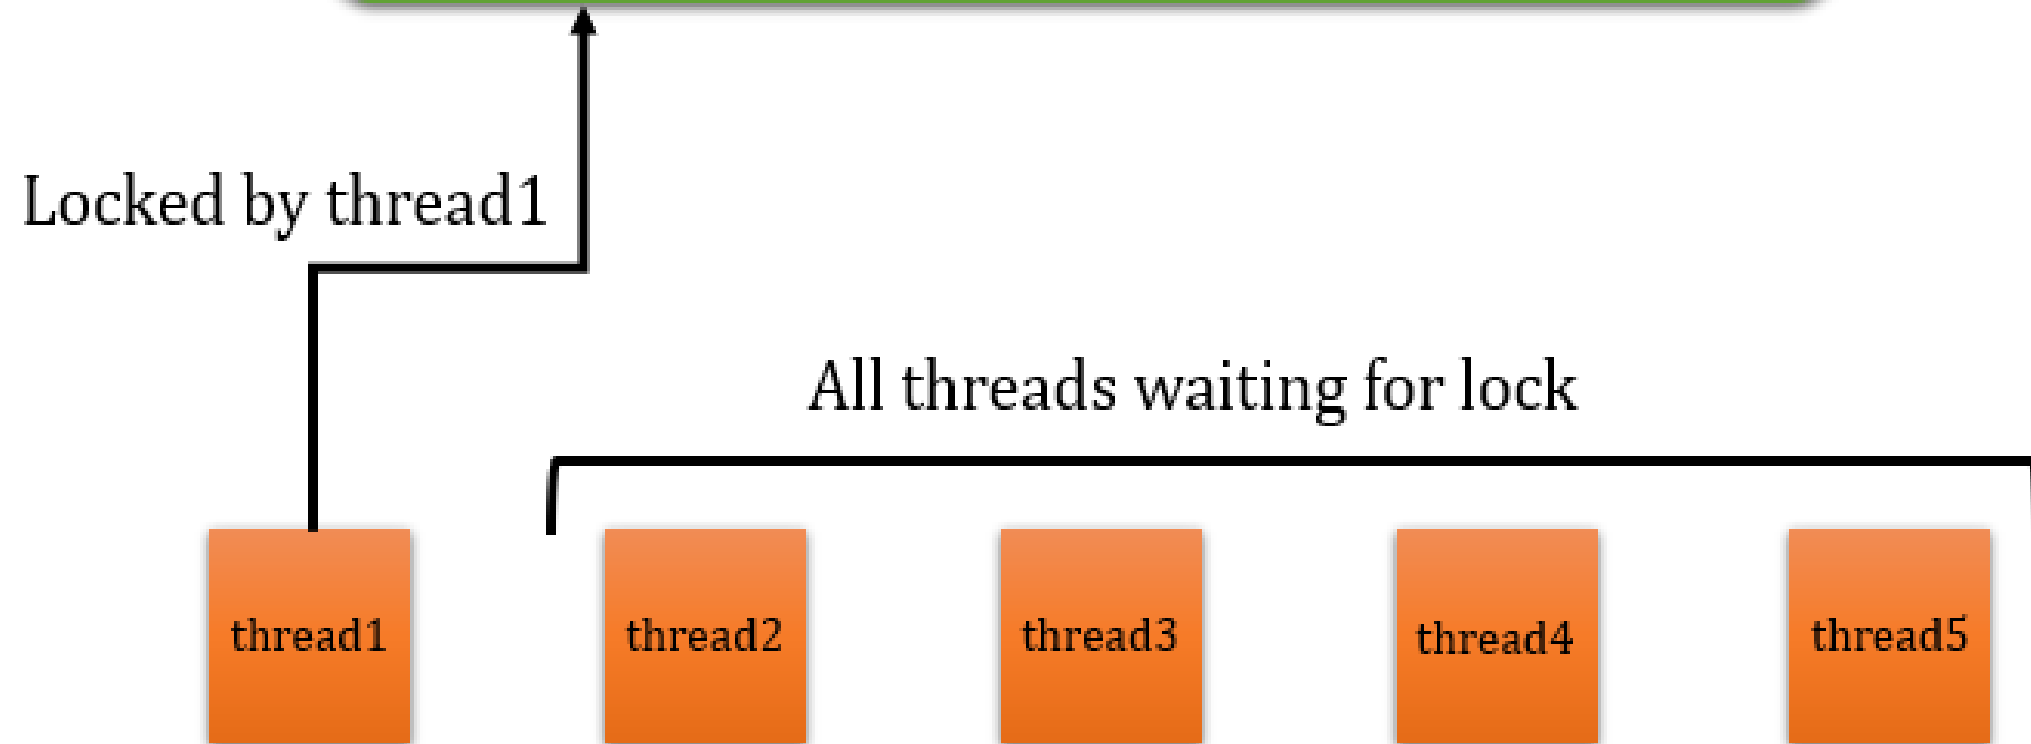 Locked by thread1
All threads waiting for lock
thread1 thread2 thread3 thread4 thread5